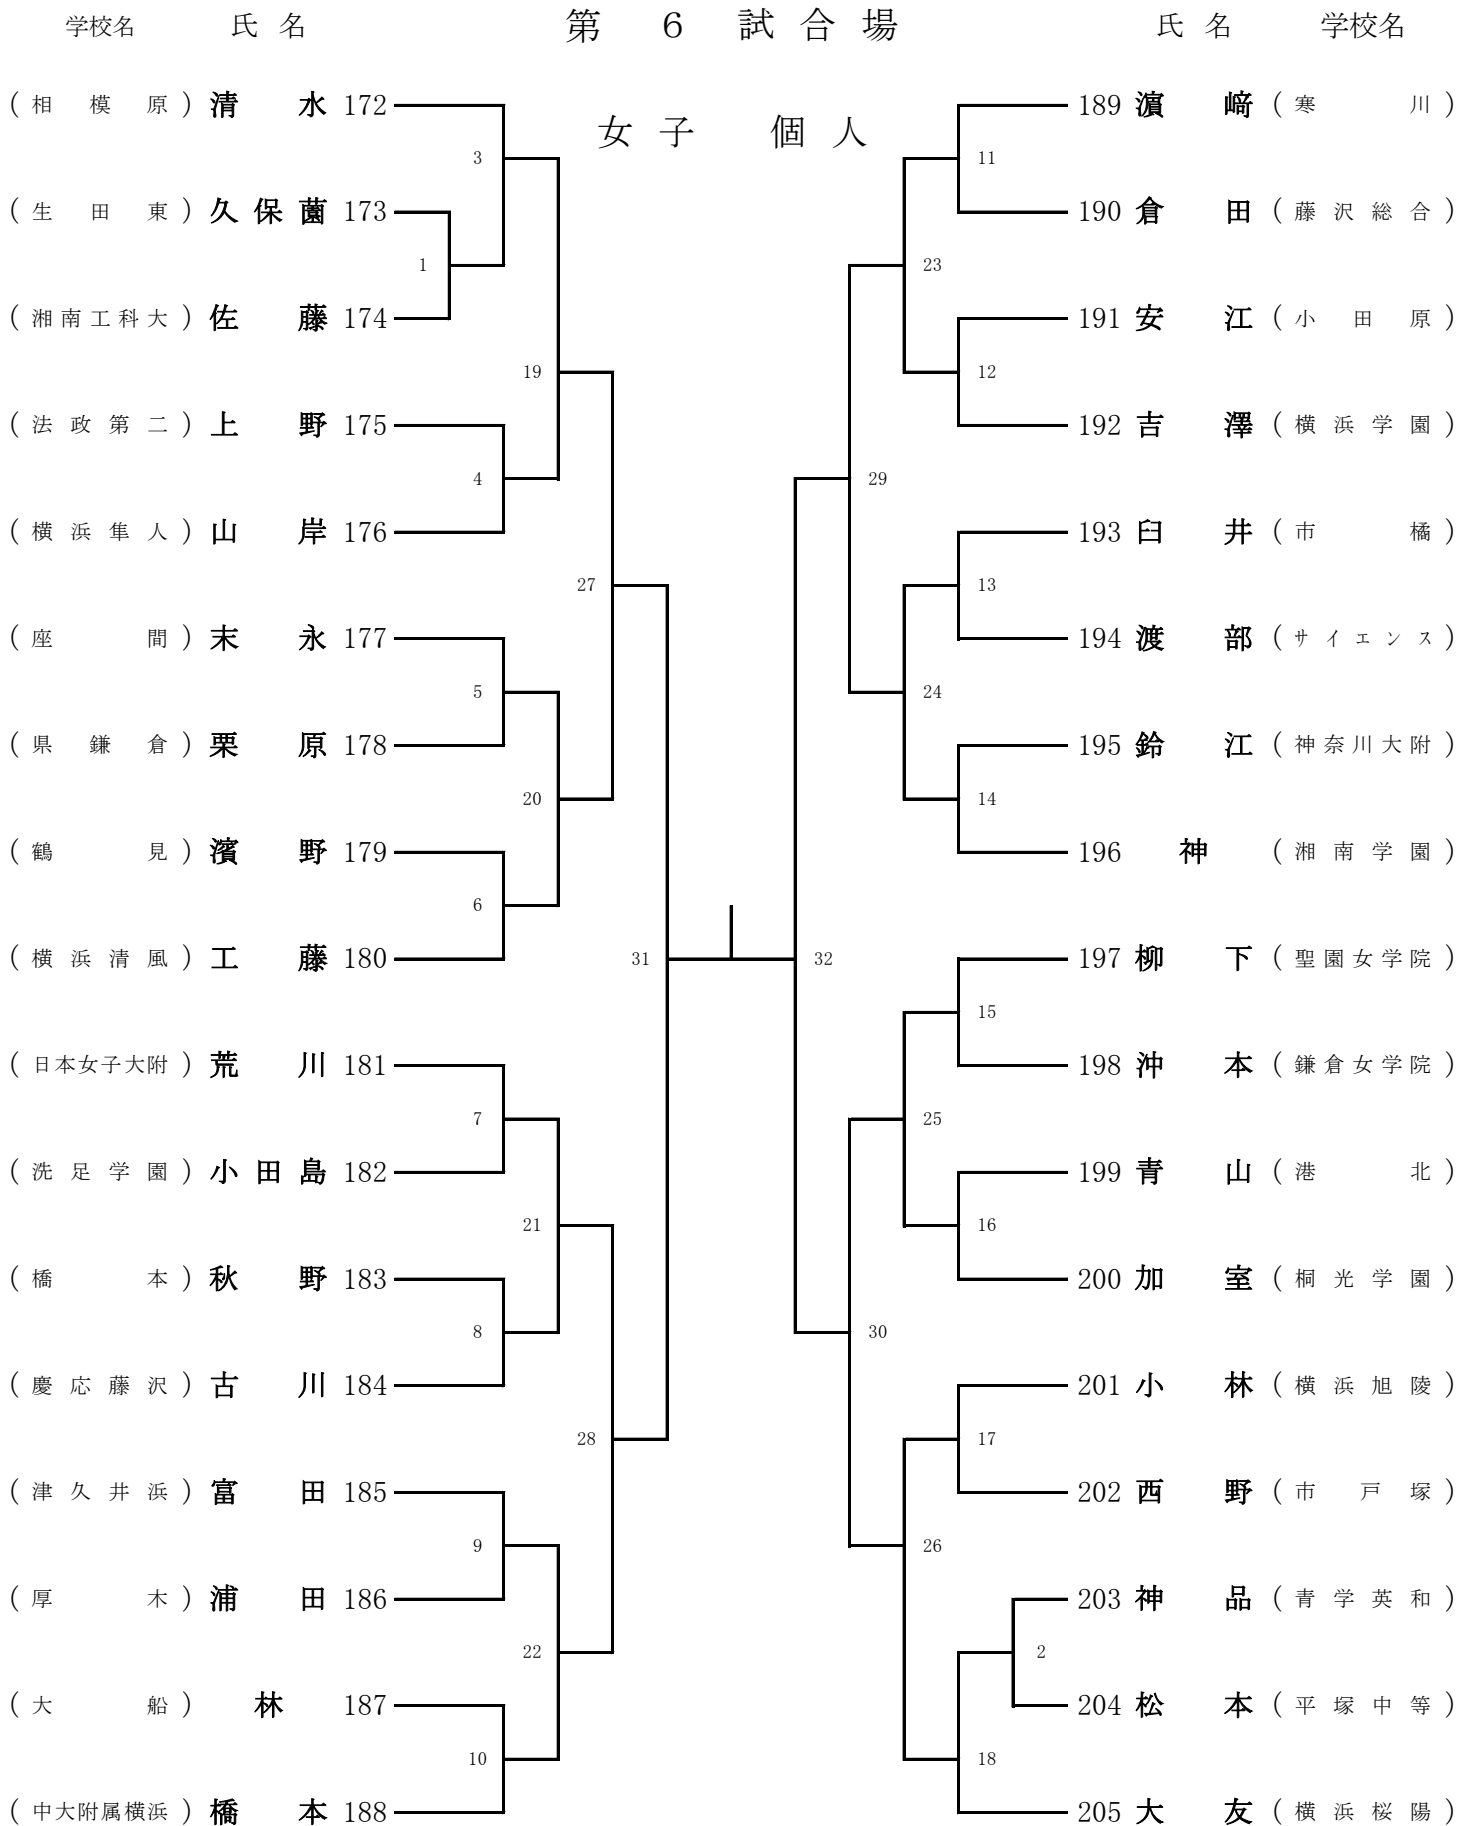 学校名 氏名 第6試合場 氏名 学校名
女子 個人
(相模原) 清水 172 189 濵﨑 (寒川)
3 11
(生田東) 久保薗 173 190 倉田 (藤沢総合)
1 23
(湘南工科大) 佐藤 174 191 安江 (小田原)
19 12
(法政第二) 上野 175 192 吉澤 (横浜学園)
4 29
(横浜隼人) 山岸 176 193 臼井 (市橘)
27 13
(座間) 末永 177 194 渡部 (サイエンス)
5 24
(県鎌倉) 栗原 178 195 鈴江 (神奈川大附)
20 14
(鶴見) 濱野 179 196 神 (湘南学園)
6
(横浜清風) 工藤 180 31 32 197 柳下 (聖園女学院)
15
(日本女子大附) 荒川 181 198 沖本 (鎌倉女学院)
7 25
(洗足学園) 小田島 182 199 青山 (港北)
21 16
(橋本) 秋野 183 200 加室 (桐光学園)
8 30
(慶応藤沢) 古川 184 201 小林 (横浜旭陵)
28 17
(津久井浜) 富田 185 202 西野 (市戸塚)
9 26
(厚木) 浦田 186 203 神品 (青学英和)
22 2
(大船) 林 187 204 松本 (平塚中等)
10 18
(中大附属横浜) 橋本 188 205 大友 (横浜桜陽)